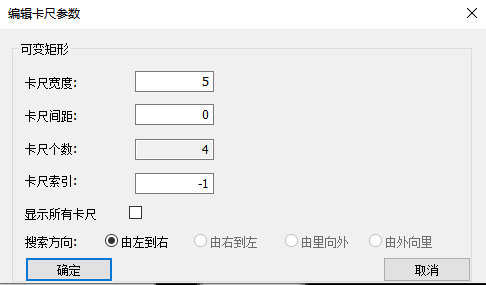 编辑卡尺参数
可变矩形
卡尺宽度: 5
卡尺间距: 0
卡尺个数: 4
卡尺索引: -1
显示所有卡尺
搜索方向: 由左到右 由右到左 由里向外 由外向里
确定 取消